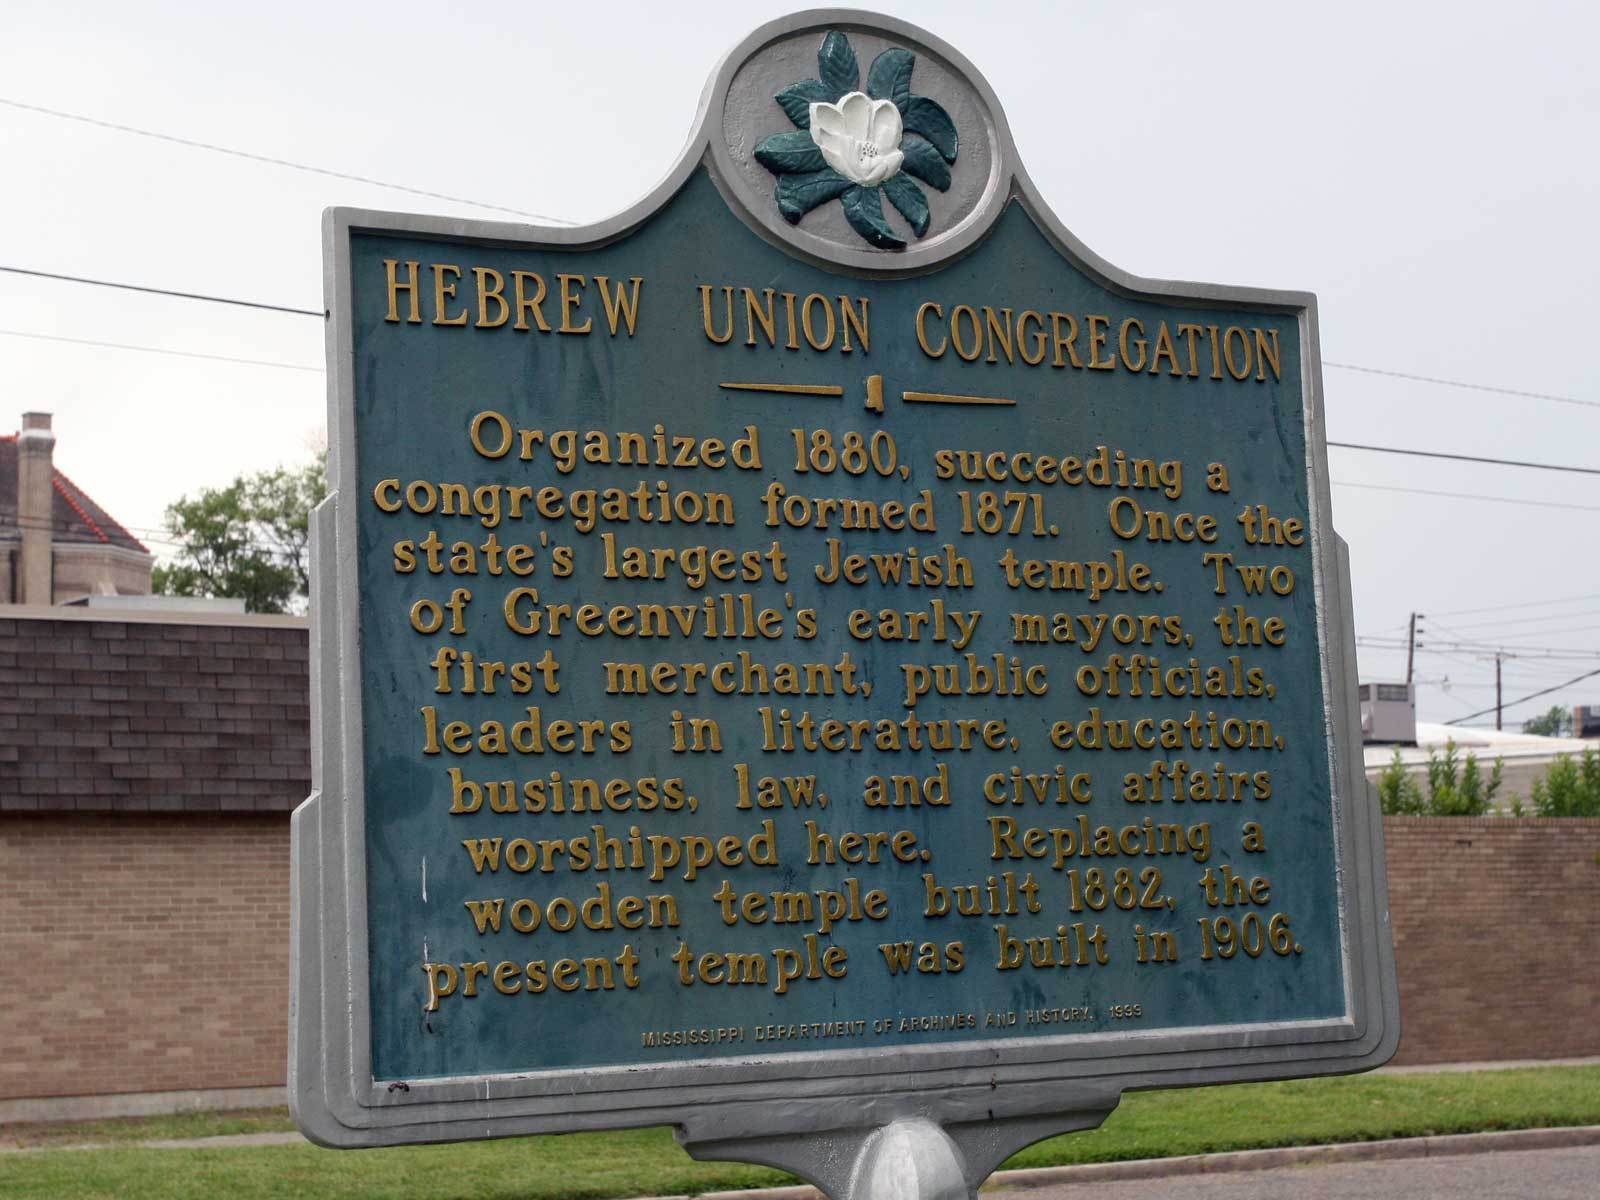 HEBREW UNION CONGREGATION
Organized 1880, succeeding a
congregation formed 1871. Once the
state's largest Jewish temple. Two
of Greenville's early mayors, the
first merchant, public officials,
leaders in literature, education,
business, law, and civic affairs
worshipped here. Replacing a
wooden temple built 1882, the
present temple was built in 1906.
MISSISSIPPI DEPARTMENT OF ARCHIVES AND HISTORY, 1999